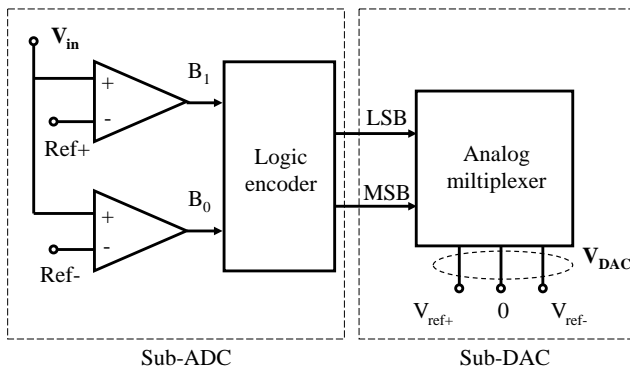 V_in
+
-
Ref+
B_1
+
-
Ref-
B_0
Logic
encoder
LSB
MSB
Analog
miltiplexer
V_DAC
V_ref+ 0 V_ref-
Sub-ADC Sub-DAC